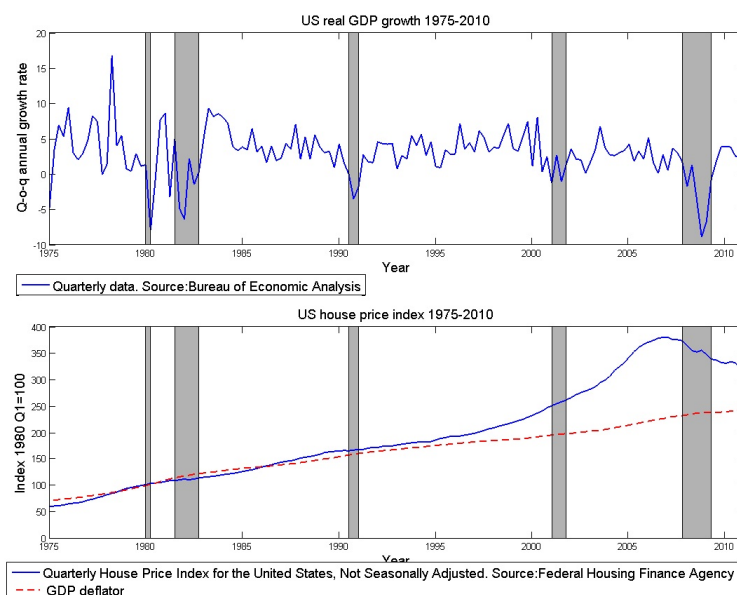 US real GDP growth 1975-2010
20
15
10
5
0
-5
-10
Q-o-q annual growth rate
1975 1980 1985 1990 1995 2000 2005 2010
Year
Quarterly data. Source:Bureau of Economic Analysis
US house price index 1975-2010
400
350
300
250
200
150
100
50
0
Index 1980 Q1=100
1975 1980 1985 1990 1995 2000 2005 2010
Year
Quarterly House Price Index for the United States, Not Seasonally Adjusted. Source:Federal Housing Finance Agency
GDP deflator